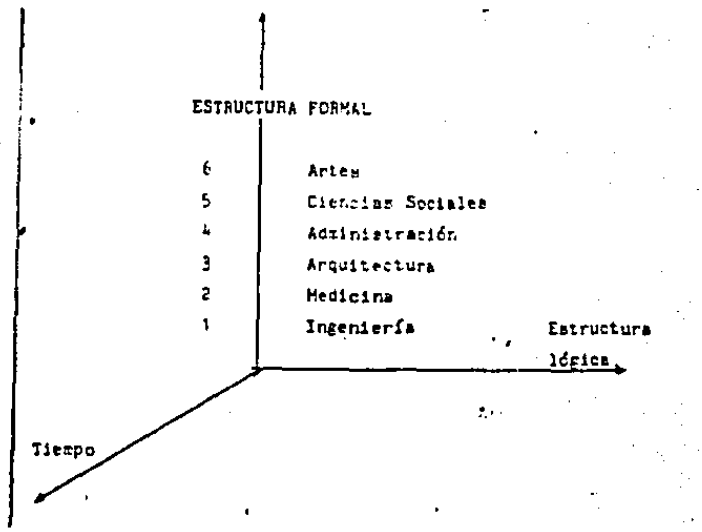 ESTRUCTURA FORMAL
6 Artes
5 Ciencias Sociales
4 Administración
3 Arquitectura
2 Medicina
1 Ingeniería Estructura
lógica
Tiempo